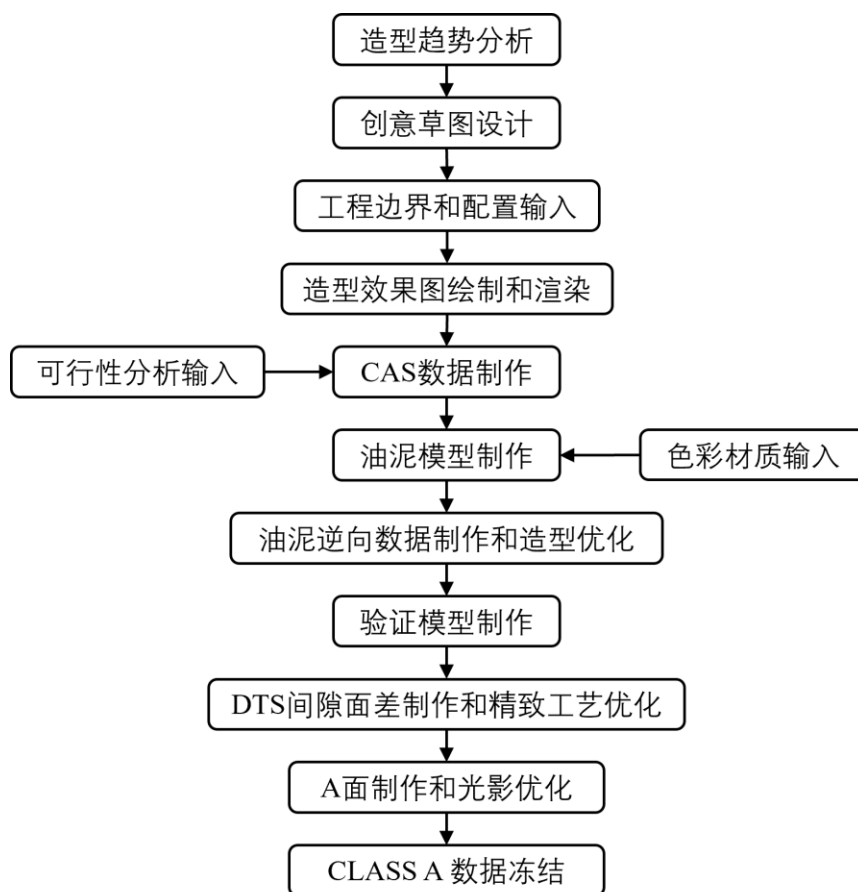 造型趋势分析
创意草图设计
工程边界和配置输入
造型效果图绘制和渲染
可行性分析输入
CAS数据制作
油泥模型制作
色彩材质输入
油泥逆向数据制作和造型优化
验证模型制作
DTS间隙面差制作和精致工艺优化
A面制作和光影优化
CLASS A 数据冻结